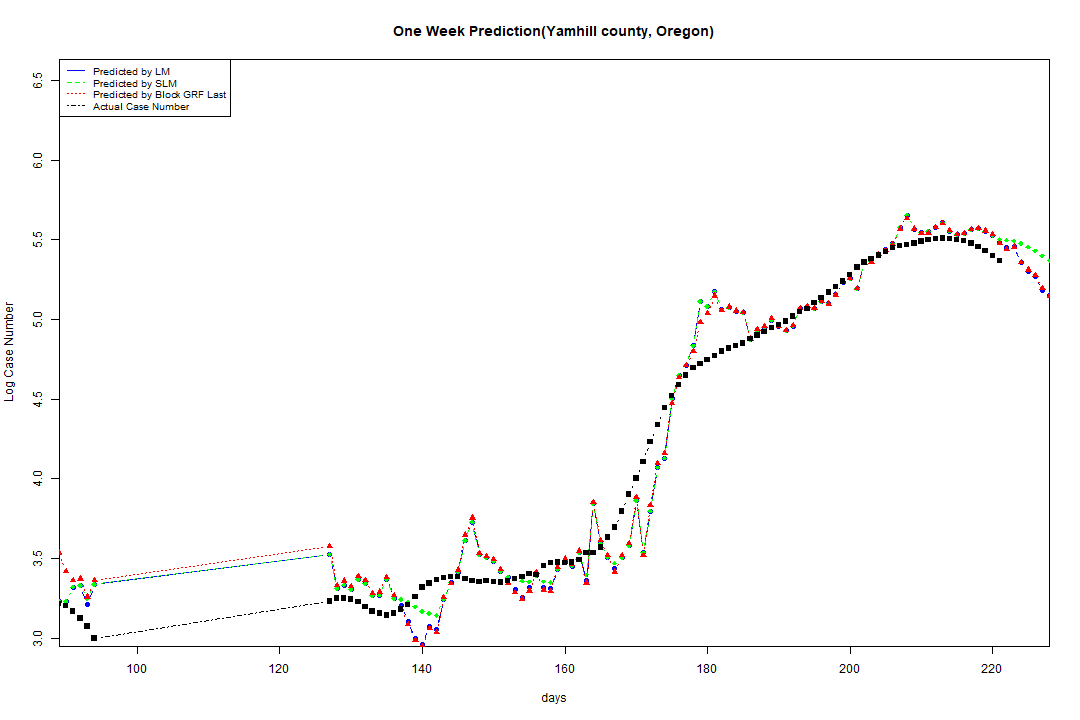 One Week Prediction(Yamhill county, Oregon)
Predicted by LM
Predicted by SLM
Predicted by Block GRF Last
Actual Case Number
6.5
6.0
5.5
5.0
4.5
4.0
3.5
3.0
Log Case Number
100 120 140 160 180 200 220
days